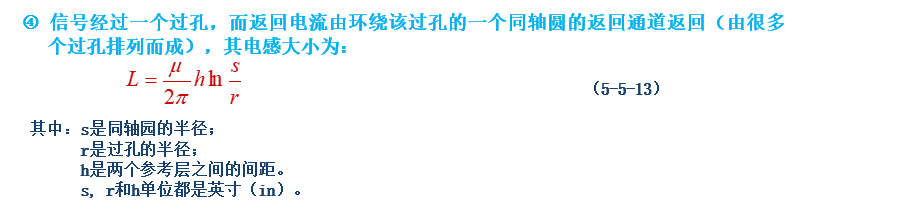 ④ 信号经过一个过孔，而返回电流由环绕该过孔的一个同轴圆的返回通道返回（由很多
个过孔排列而成），其电感大小为：
L = μ/2π h ln s/r （5-5-13）
其中：s是同轴园的半径；
r是过孔的半径；
h是两个参考层之间的间距。
s, r和h单位都是英寸（in）。